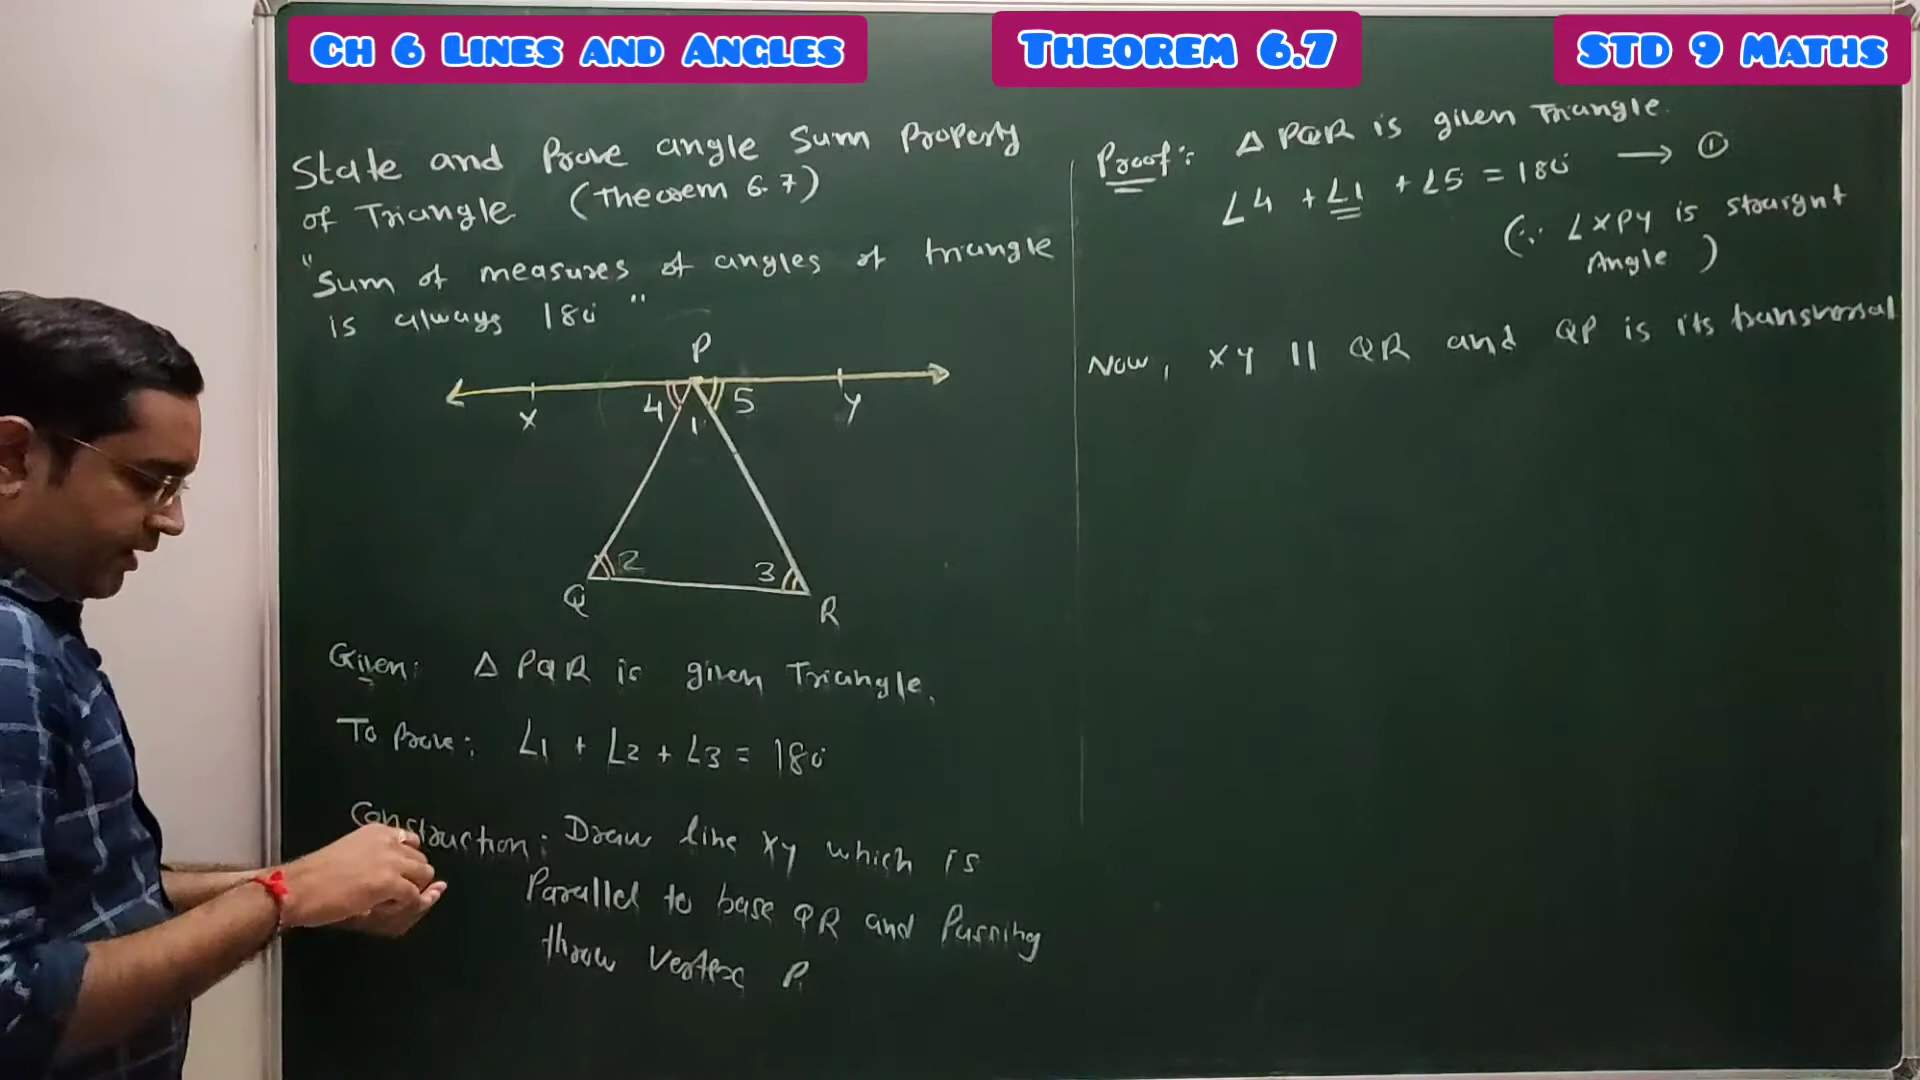 CH 6 LINES AND ANGLES
THEOREM 6.7
STD 9 MATHS
State and Prove angle Sum Property
of Triangle (Theorem 6.7)
"Sum of measures of angles of triangle
is always 180°"
P
X 4 1 5 Y
2 3
Q R
Given: Δ PQR is given Triangle.
To Prove: ∠1 + ∠2 + ∠3 = 180°
Construction: Draw line XY which is
Parallel to base QR and Passing
throw vertex P.
Proof: Δ PQR is given Triangle.
∠4 + ∠1 + ∠5 = 180° → ①
(∵ ∠XPY is straight
Angle)
Now, XY || QR and QP is its transversal